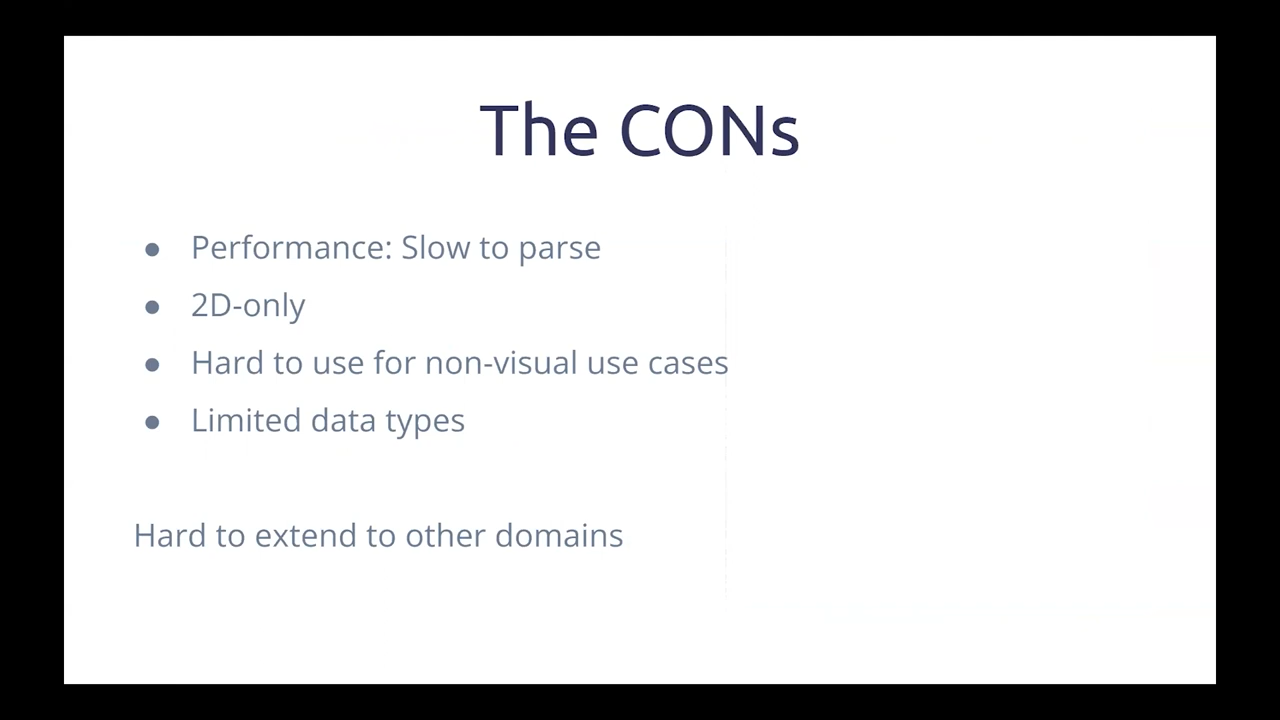 The CONs
● Performance: Slow to parse
● 2D-only
● Hard to use for non-visual use cases
● Limited data types
Hard to extend to other domains